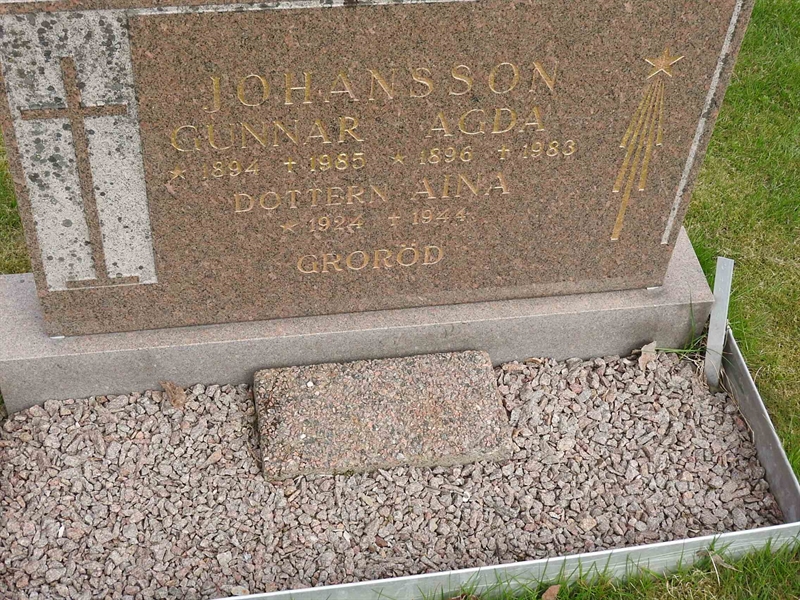 JOHANSSON
GUNNAR AGDA
* 1894 † 1985 * 1896 † 1983
DOTTERN AINA
* 1924 † 1944
GRORÖD